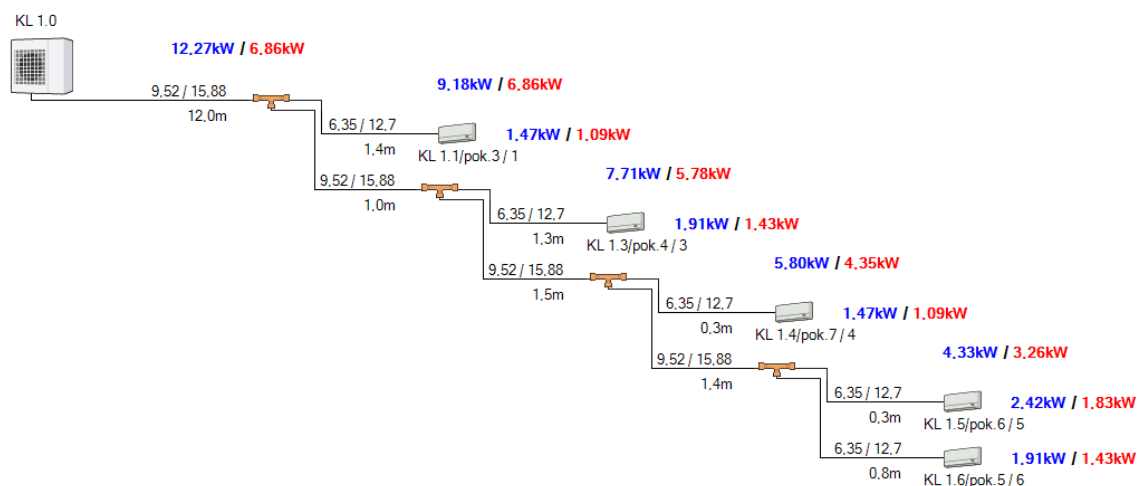 KL 1.0
12,27kW / 6,86kW
9,52 / 15,88
12,0m
9,18kW / 6,86kW
6,35 / 12,7
1,4m
KL 1.1/pok.3 / 1
1,47kW / 1,09kW
9,52 / 15,88
1,0m
7,71kW / 5,78kW
6,35 / 12,7
1,3m
KL 1.3/pok.4 / 3
1,91kW / 1,43kW
9,52 / 15,88
1,5m
5,80kW / 4,35kW
6,35 / 12,7
0,3m
KL 1.4/pok.7 / 4
1,47kW / 1,09kW
9,52 / 15,88
1,4m
4,33kW / 3,26kW
6,35 / 12,7
0,3m
KL 1.5/pok.6 / 5
2,42kW / 1,83kW
6,35 / 12,7
0,8m
KL 1.6/pok.5 / 6
1,91kW / 1,43kW